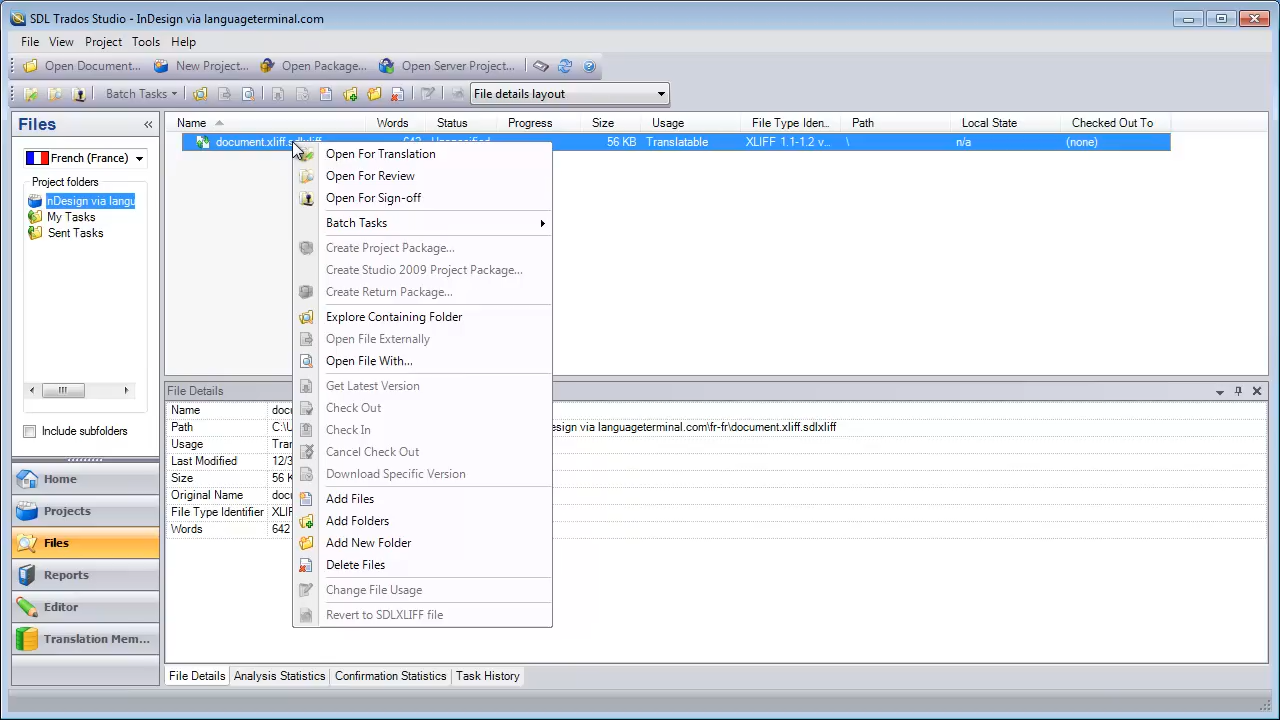 SDL Trados Studio - InDesign via languageterminal.com
File View Project Tools Help
Open Document... New Project... Open Package... Open Server Project...
Batch Tasks File details layout
Files
French (France)
Project folders
nDesign via langu
My Tasks
Sent Tasks
Include subfolders
Home
Projects
Files
Reports
Editor
Translation Mem...
Name Words Status Progress Size Usage File Type Iden.. Path Local State Checked Out To
document.xliff.sdlxliff 642 Unspecified 56 KB Translatable XLIFF 1.1-1.2 v... \ n/a (none)
Open For Translation
Open For Review
Open For Sign-off
Batch Tasks
Create Project Package...
Create Studio 2009 Project Package...
Create Return Package...
Explore Containing Folder
Open File Externally
Open File With...
Get Latest Version
Check Out
Check In
Cancel Check Out
Download Specific Version
Add Files
Add Folders
Add New Folder
Delete Files
Change File Usage
Revert to SDLXLIFF file
File Details
Name docu
Path C:\U esign via languageterminal.com\fr-fr\document.xliff.sdlxliff
Usage Tran
Last Modified 12/3
Size 56 K
Original Name docu
File Type Identifier XLIF
Words 642
File Details Analysis Statistics Confirmation Statistics Task History